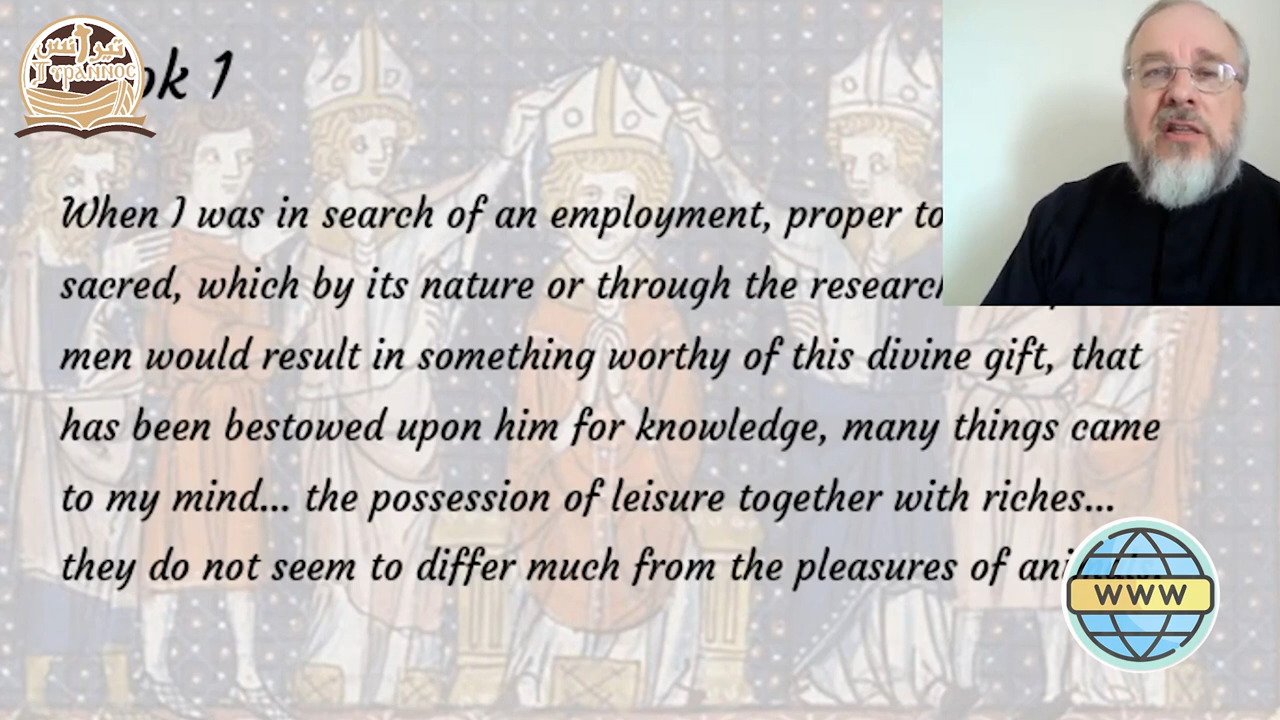 تيرانس
Τυραννος
ok 1
When I was in search of an employment, proper to
sacred, which by its nature or through the research
men would result in something worthy of this divine gift, that
has been bestowed upon him for knowledge, many things came
to my mind... the possession of leisure together with riches...
they do not seem to differ much from the pleasures of
WWW